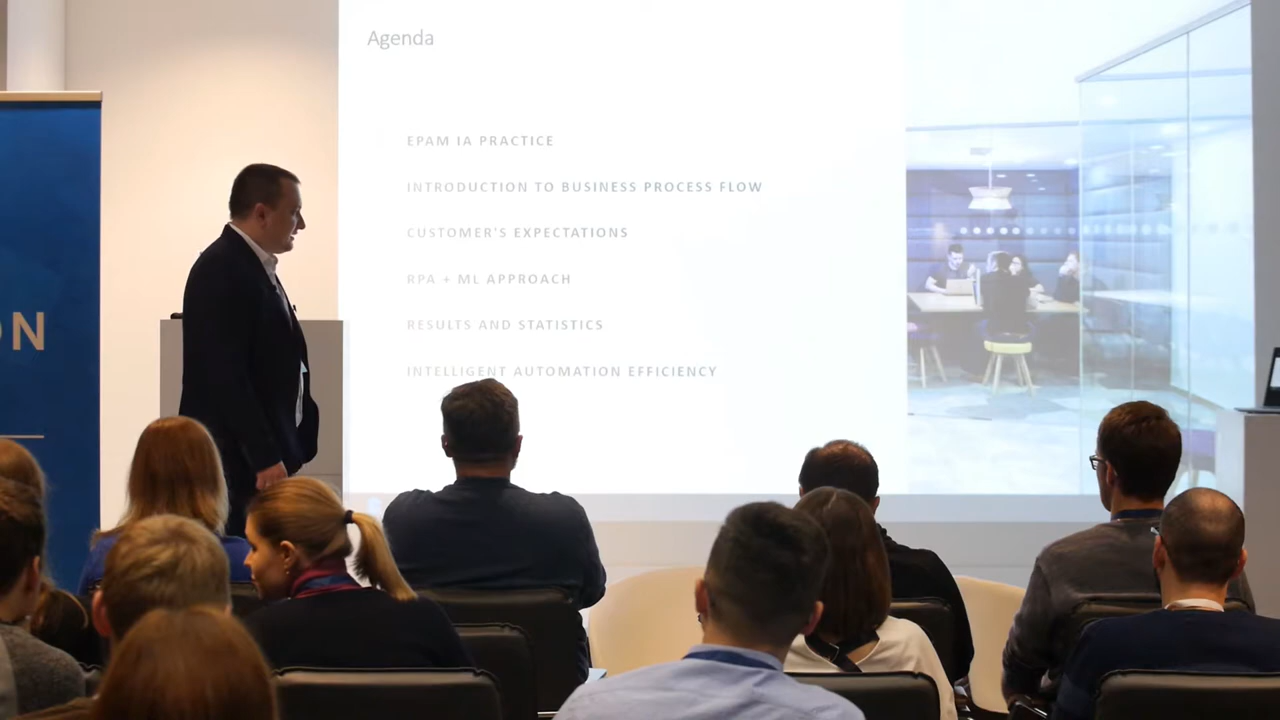 Agenda
EPAM IA PRACTICE
INTRODUCTION TO BUSINESS PROCESS FLOW
CUSTOMER'S EXPECTATIONS
RPA + ML APPROACH
RESULTS AND STATISTICS
INTELLIGENT AUTOMATION EFFICIENCY